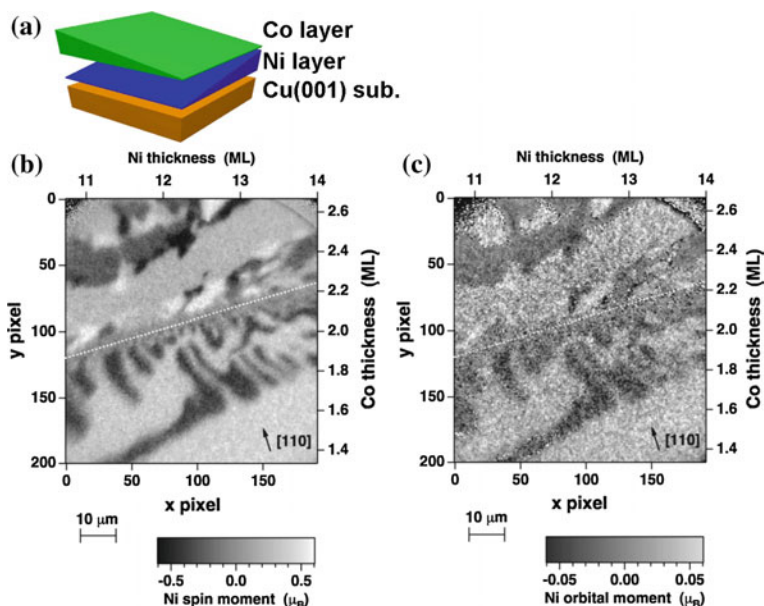 (a)
Co layer
Ni layer
Cu(001) sub.
(b)
Ni thickness (ML)
11 12 13 14
0
50
100
150
200
y pixel
2.6
2.4
2.2
2.0
1.8
1.6
1.4
Co thickness (ML)
[110]
0 50 100 150
x pixel
10 μm
-0.5 0.0 0.5
Ni spin moment (μB)
(c)
Ni thickness (ML)
11 12 13 14
0
50
100
150
200
y pixel
2.6
2.4
2.2
2.0
1.8
1.6
1.4
Co thickness (ML)
[110]
0 50 100 150
x pixel
10 μm
-0.05 0.00 0.05
Ni orbital moment (μB)